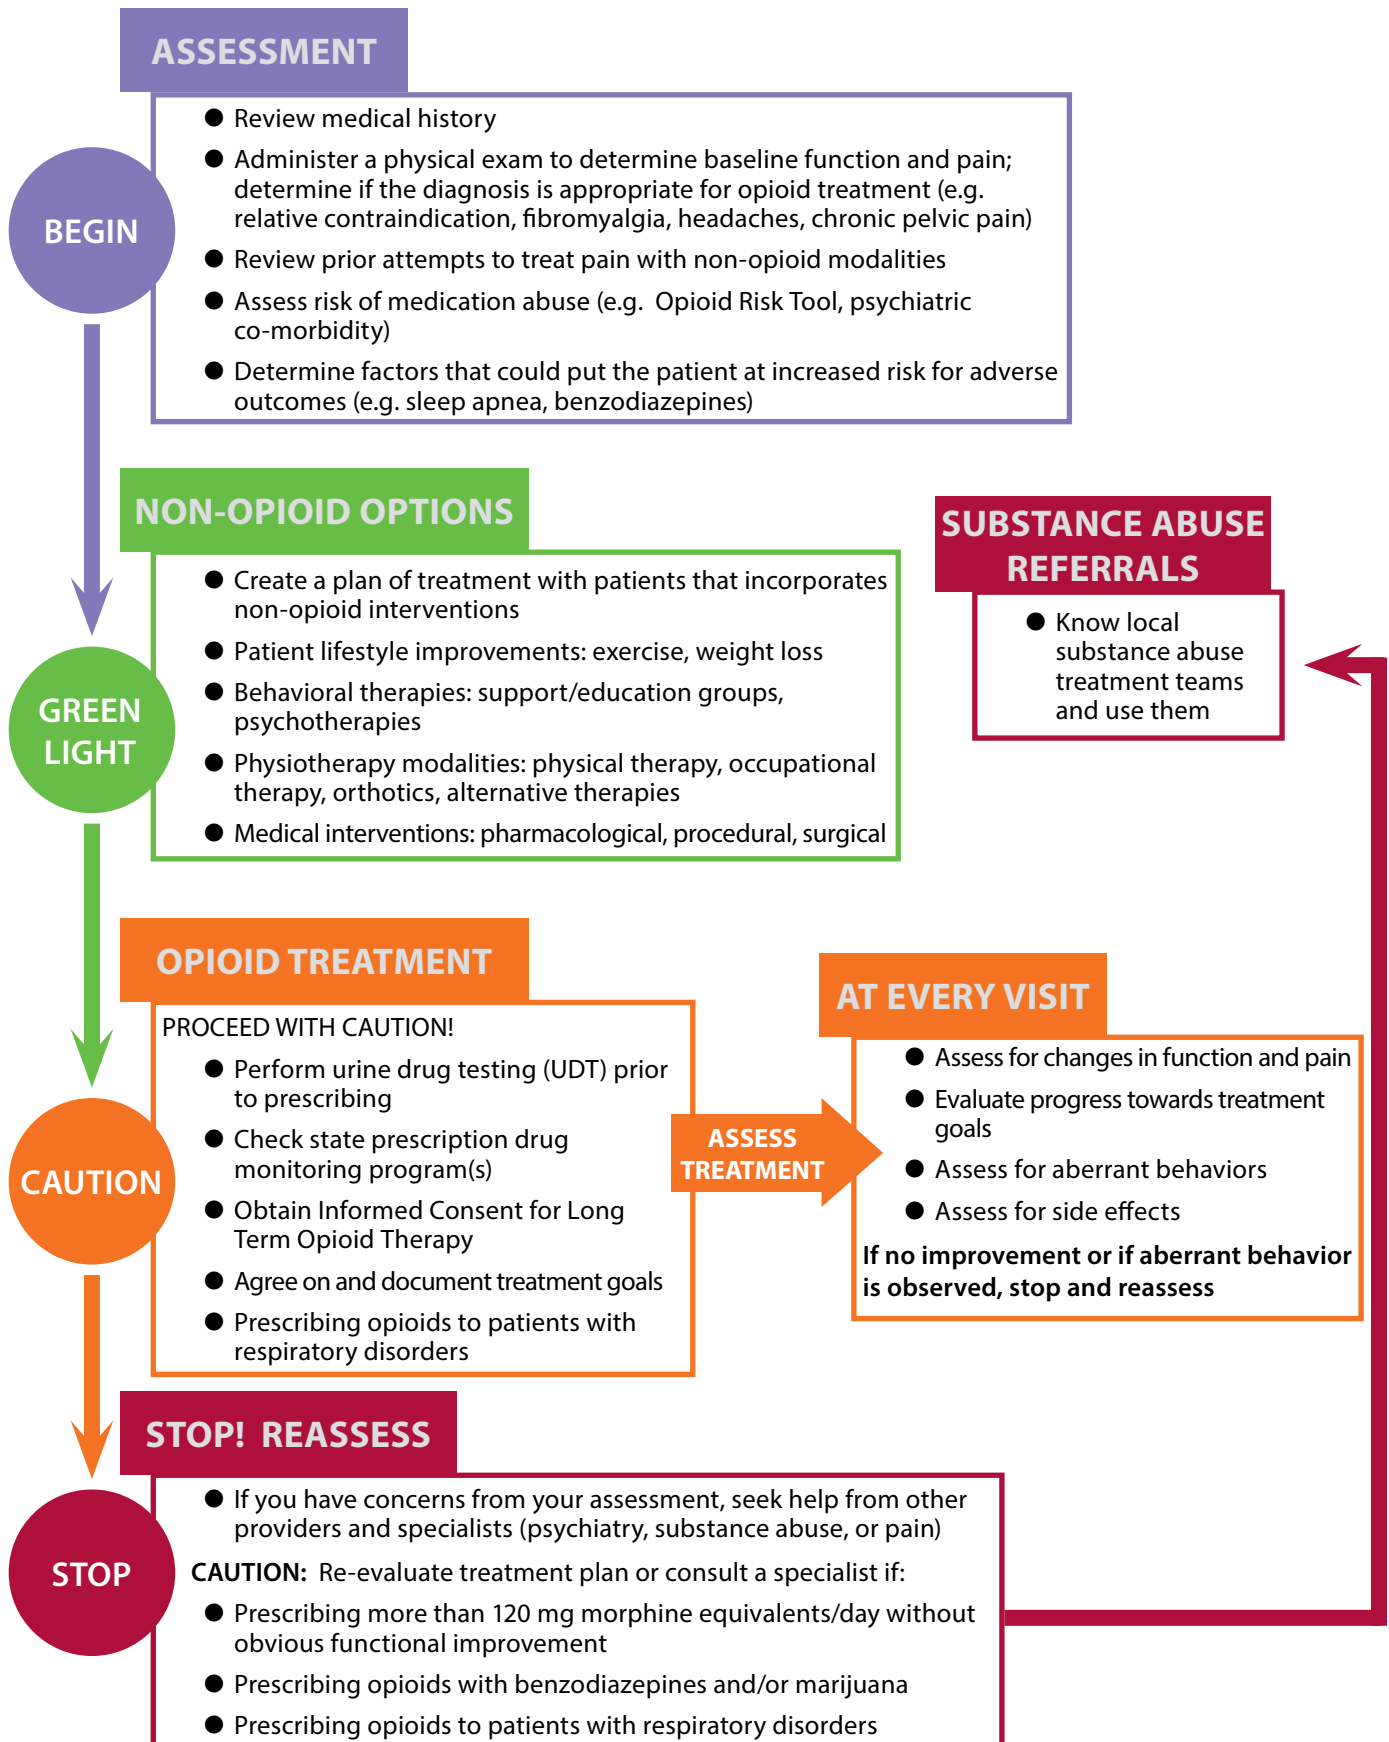 ASSESSMENT
● Review medical history
● Administer a physical exam to determine baseline function and pain;
determine if the diagnosis is appropriate for opioid treatment (e.g.
relative contraindication, fibromyalgia, headaches, chronic pelvic pain)
● Review prior attempts to treat pain with non-opioid modalities
● Assess risk of medication abuse (e.g.  Opioid Risk Tool, psychiatric
co-morbidity)
● Determine factors that could put the patient at increased risk for adverse
outcomes (e.g. sleep apnea, benzodiazepines)
BEGIN
NON-OPIOID OPTIONS
● Create a plan of treatment with patients that incorporates
non-opioid interventions
● Patient lifestyle improvements: exercise, weight loss
● Behavioral therapies: support/education groups,
psychotherapies
● Physiotherapy modalities: physical therapy, occupational
therapy, orthotics, alternative therapies
● Medical interventions: pharmacological, procedural, surgical
GREEN
LIGHT
SUBSTANCE ABUSE
REFERRALS
● Know local
substance abuse
treatment teams
and use them
OPIOID TREATMENT
PROCEED WITH CAUTION!
● Perform urine drug testing (UDT) prior
to prescribing
● Check state prescription drug
monitoring program(s)
● Obtain Informed Consent for Long
Term Opioid Therapy
● Agree on and document treatment goals
● Prescribing opioids to patients with
respiratory disorders
CAUTION
ASSESS
TREATMENT
AT EVERY VISIT
● Assess for changes in function and pain
● Evaluate progress towards treatment
goals
● Assess for aberrant behaviors
● Assess for side effects
If no improvement or if aberrant behavior
is observed, stop and reassess
STOP!  REASSESS
● If you have concerns from your assessment, seek help from other
providers and specialists (psychiatry, substance abuse, or pain)
CAUTION:  Re-evaluate treatment plan or consult a specialist if:
● Prescribing more than 120 mg morphine equivalents/day without
obvious functional improvement
● Prescribing opioids with benzodiazepines and/or marijuana
● Prescribing opioids to patients with respiratory disorders
STOP